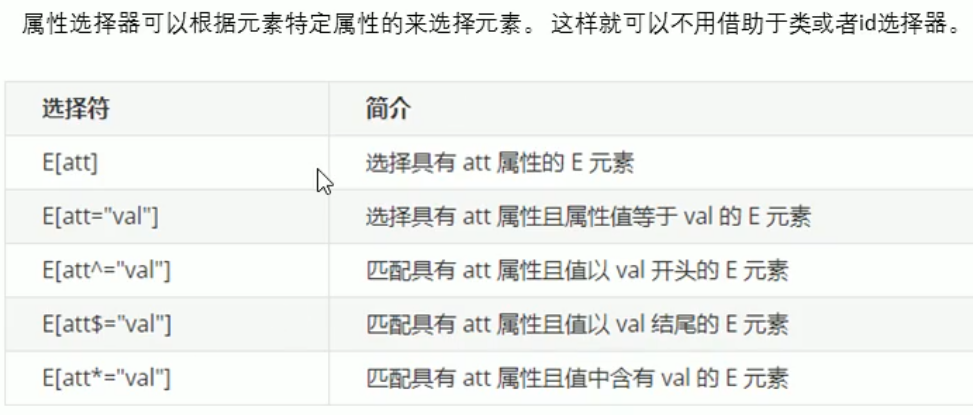 属性选择器可以根据元素特定属性的来选择元素。 这样就可以不用借助于类或者id选择器。
选择符 简介
E[att] 选择具有 att 属性的 E 元素
E[att="val"] 选择具有 att 属性且属性值等于 val 的 E 元素
E[att^="val"] 匹配具有 att 属性且值以 val 开头的 E 元素
E[att$="val"] 匹配具有 att 属性且值以 val 结尾的 E 元素
E[att*="val"] 匹配具有 att 属性且值中含有 val 的 E 元素